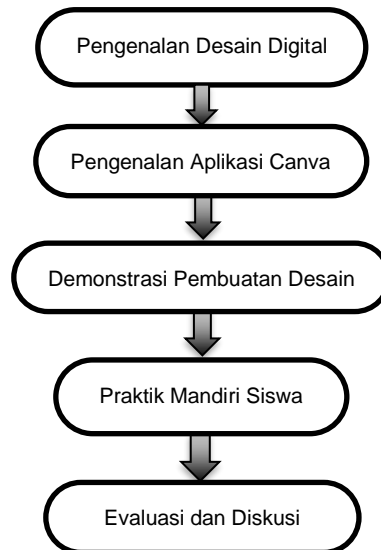 Pengenalan Desain Digital
Pengenalan Aplikasi Canva
Demonstrasi Pembuatan Desain
Praktik Mandiri Siswa
Evaluasi dan Diskusi